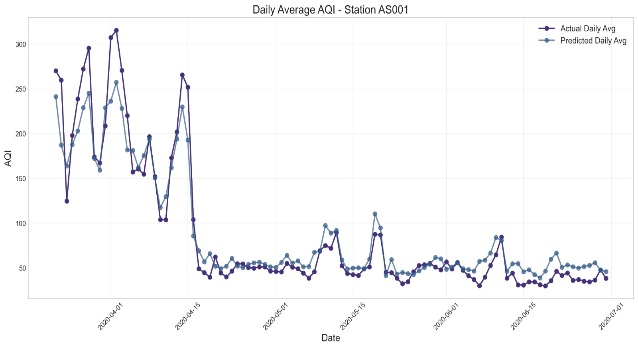 Daily Average AQI - Station AS001
Actual Daily Avg
Predicted Daily Avg
AQI
300
250
200
150
100
50
2020-04-01
2020-04-15
2020-05-01
2020-05-15
2020-06-01
2020-06-15
2020-07-01
Date